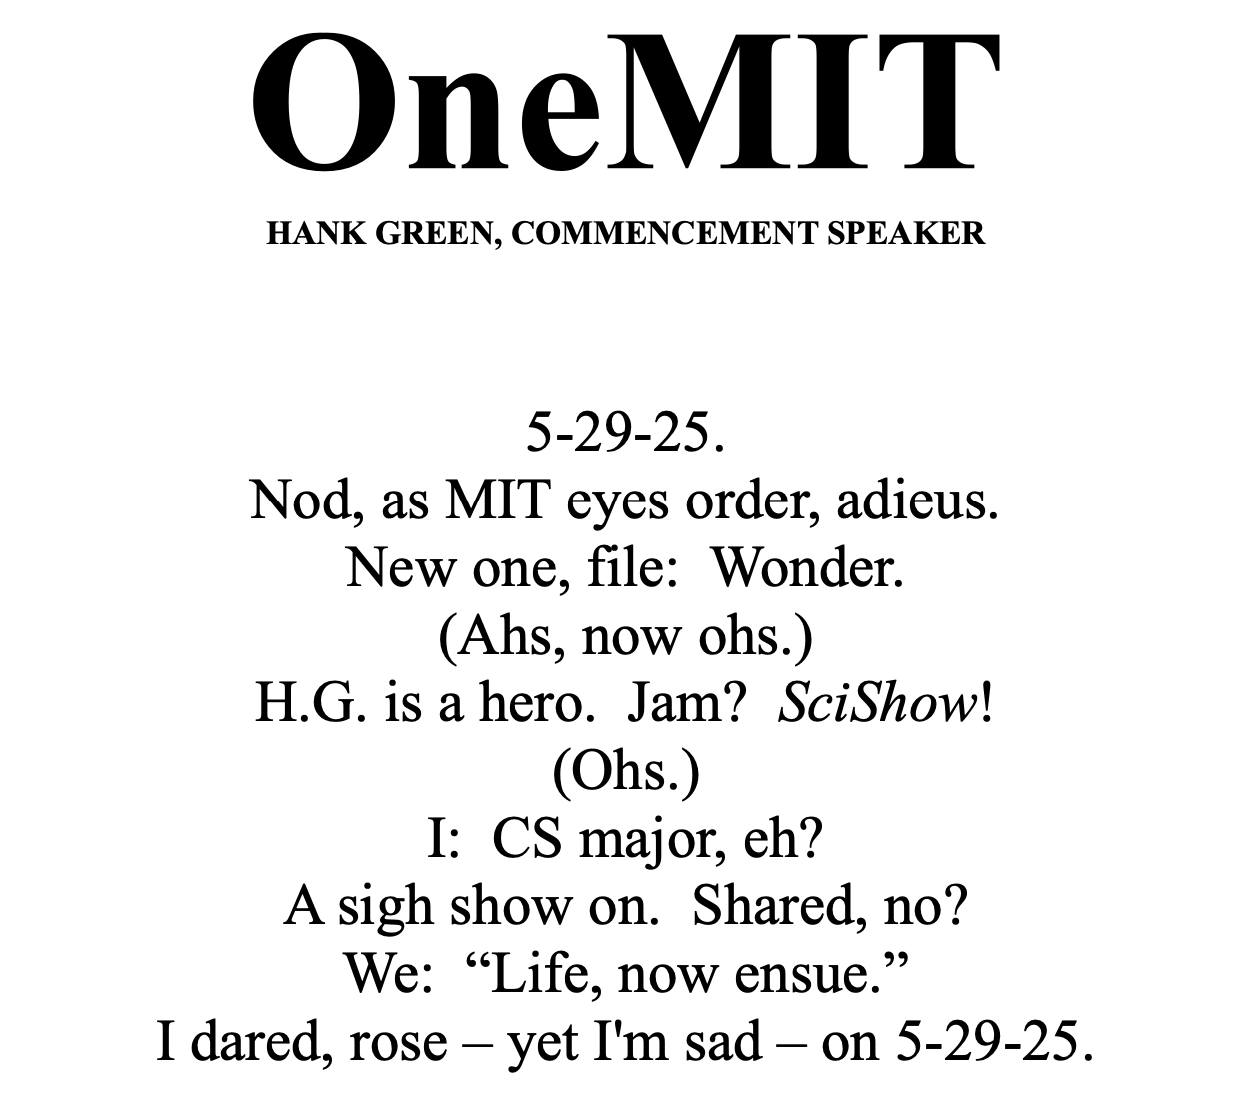 OneMIT
HANK GREEN, COMMENCEMENT SPEAKER
5-29-25.
Nod, as MIT eyes order, adieus.
New one, file:  Wonder.
(Ahs, now ohs.)
H.G. is a hero.  Jam?  SciShow!
(Ohs.)
I:  CS major, eh?
A sigh show on.  Shared, no?
We:  “Life, now ensue.”
I dared, rose – yet I'm sad – on 5-29-25.